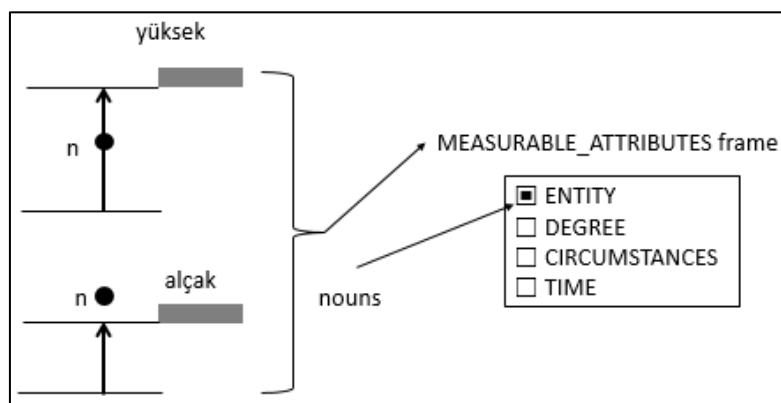 yüksek
n
MEASURABLE_ATTRIBUTES frame
ENTITY
DEGREE
CIRCUMSTANCES
TIME
alçak
n
nouns